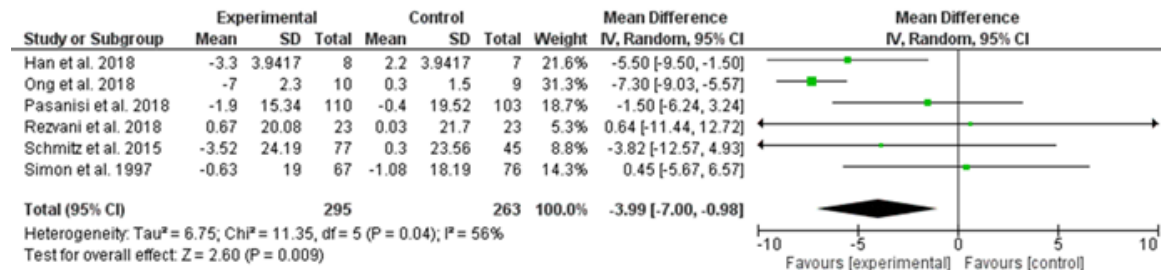 Experimental Control Mean Difference Mean Difference
Study or Subgroup Mean SD Total Mean SD Total Weight IV, Random, 95% CI IV, Random, 95% CI
Han et al. 2018 -3.3 3.9417 8 2.2 3.9417 7 21.6% -5.50 [-9.50, -1.50]
Ong et al. 2018 -7 2.3 10 0.3 1.5 9 31.3% -7.30 [-9.03, -5.57]
Pasanisi et al. 2018 -1.9 15.34 110 -0.4 19.52 103 18.7% -1.50 [-6.24, 3.24]
Rezvani et al. 2018 0.67 20.08 23 0.03 21.7 23 5.3% 0.64 [-11.44, 12.72]
Schmitz et al. 2015 -3.52 24.19 77 0.3 23.56 45 8.8% -3.82 [-12.57, 4.93]
Simon et al. 1997 -0.63 19 67 -1.08 18.19 76 14.3% 0.45 [-5.67, 6.57]
Total (95% CI) 295 263 100.0% -3.99 [-7.00, -0.98]
Heterogeneity: Tau² = 6.75; Chi² = 11.35, df = 5 (P = 0.04); I² = 56%
Test for overall effect: Z = 2.60 (P = 0.009)
-10 -5 0 5 10
Favours [experimental] Favours [control]